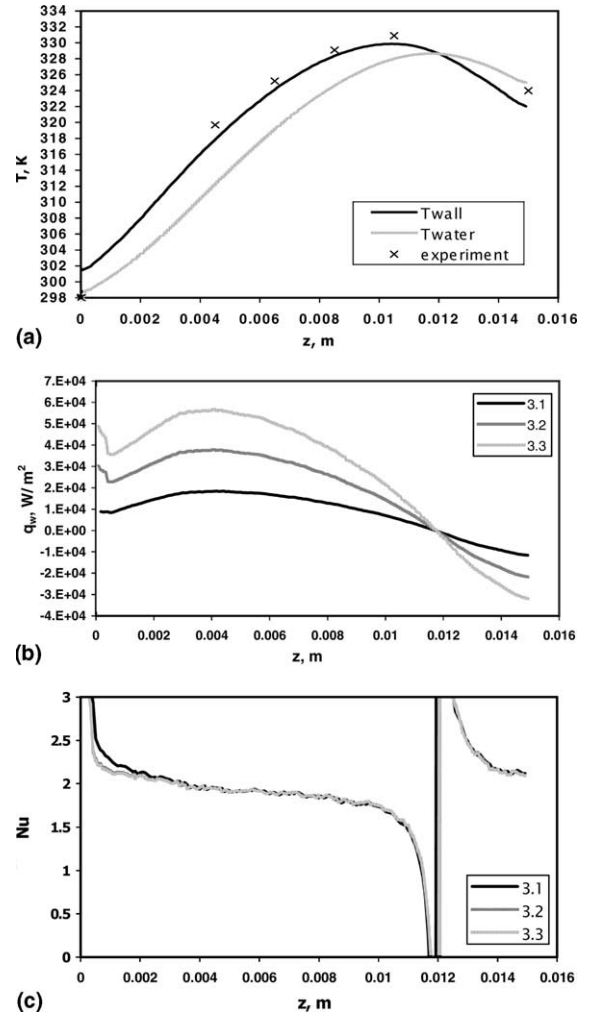 334
332
330
328
326
324
322
320
318
316
314
312
310
308
306
304
302
300
298
T, K
Twall
Twater
experiment
0 0.002 0.004 0.006 0.008 0.01 0.012 0.014 0.016
z, m
(a)
7.E+04
6.E+04
5.E+04
4.E+04
3.E+04
2.E+04
1.E+04
0.E+00
-1.E+04
-2.E+04
-3.E+04
-4.E+04
qw, W/m²
3.1
3.2
3.3
0 0.002 0.004 0.006 0.008 0.01 0.012 0.014 0.016
z, m
(b)
3
2.5
2
1.5
1
0.5
0
Nu
3.1
3.2
3.3
0 0.002 0.004 0.006 0.008 0.01 0.012 0.014 0.016
z, m
(c)